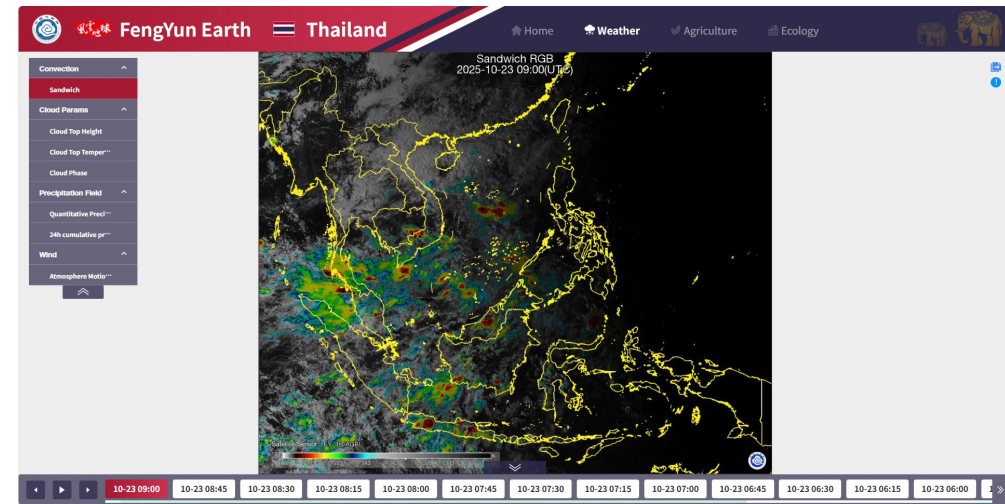 FengYun Earth
Thailand
Home
Weather
Agriculture
Ecology
Convection
Sandwich
Cloud Params
Cloud Top Height
Cloud Top Temper···
Cloud Phase
Precipitation Field
Quantitative Preci···
24h cumulative pr···
Wind
Atmosphere Motio···
Sandwich RGB
2025-10-23 09:00(UTC)
10-23 09:00
10-23 08:45
10-23 08:30
10-23 08:15
10-23 08:00
10-23 07:45
10-23 07:30
10-23 07:15
10-23 07:00
10-23 06:45
10-23 06:30
10-23 06:15
10-23 06:00